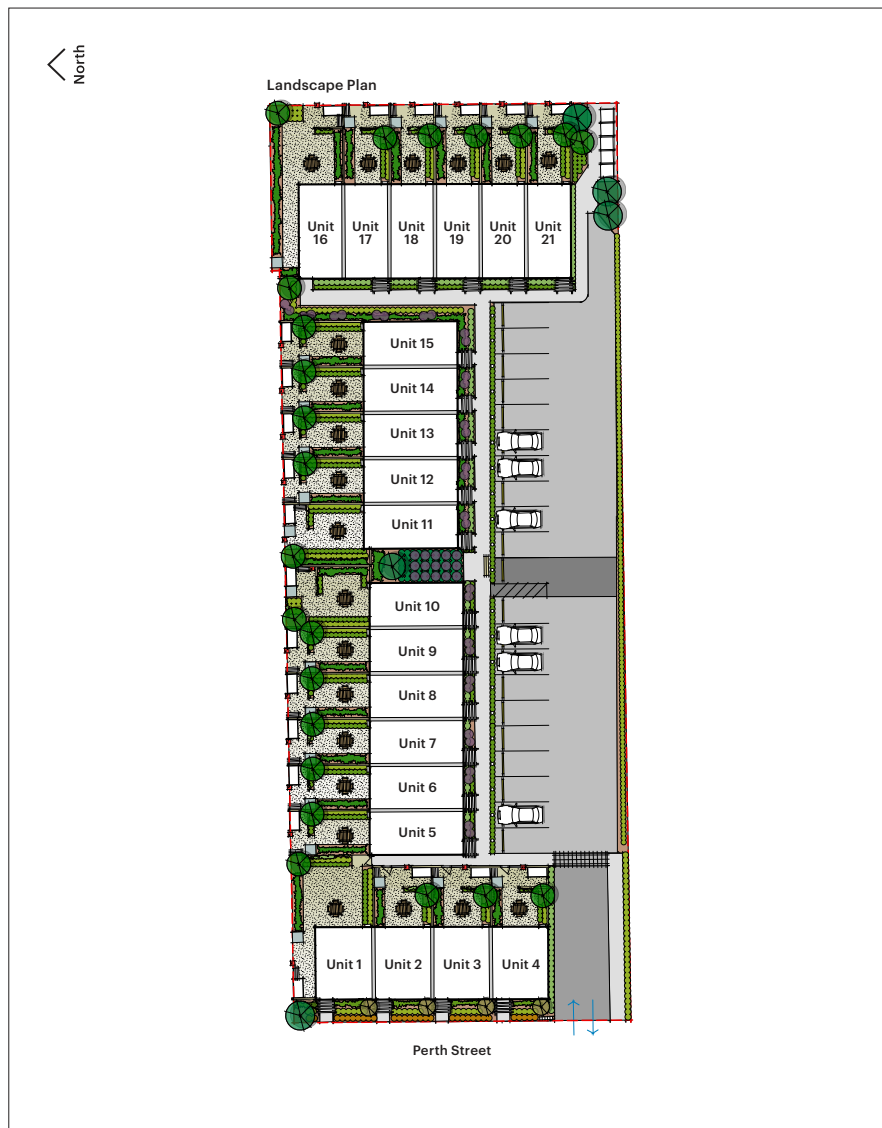 North
Landscape Plan
Unit
16
Unit
17
Unit
18
Unit
19
Unit
20
Unit
21
Unit 15
Unit 14
Unit 13
Unit 12
Unit 11
Unit 10
Unit 9
Unit 8
Unit 7
Unit 6
Unit 5
Unit 1
Unit 2
Unit 3
Unit 4
Perth Street